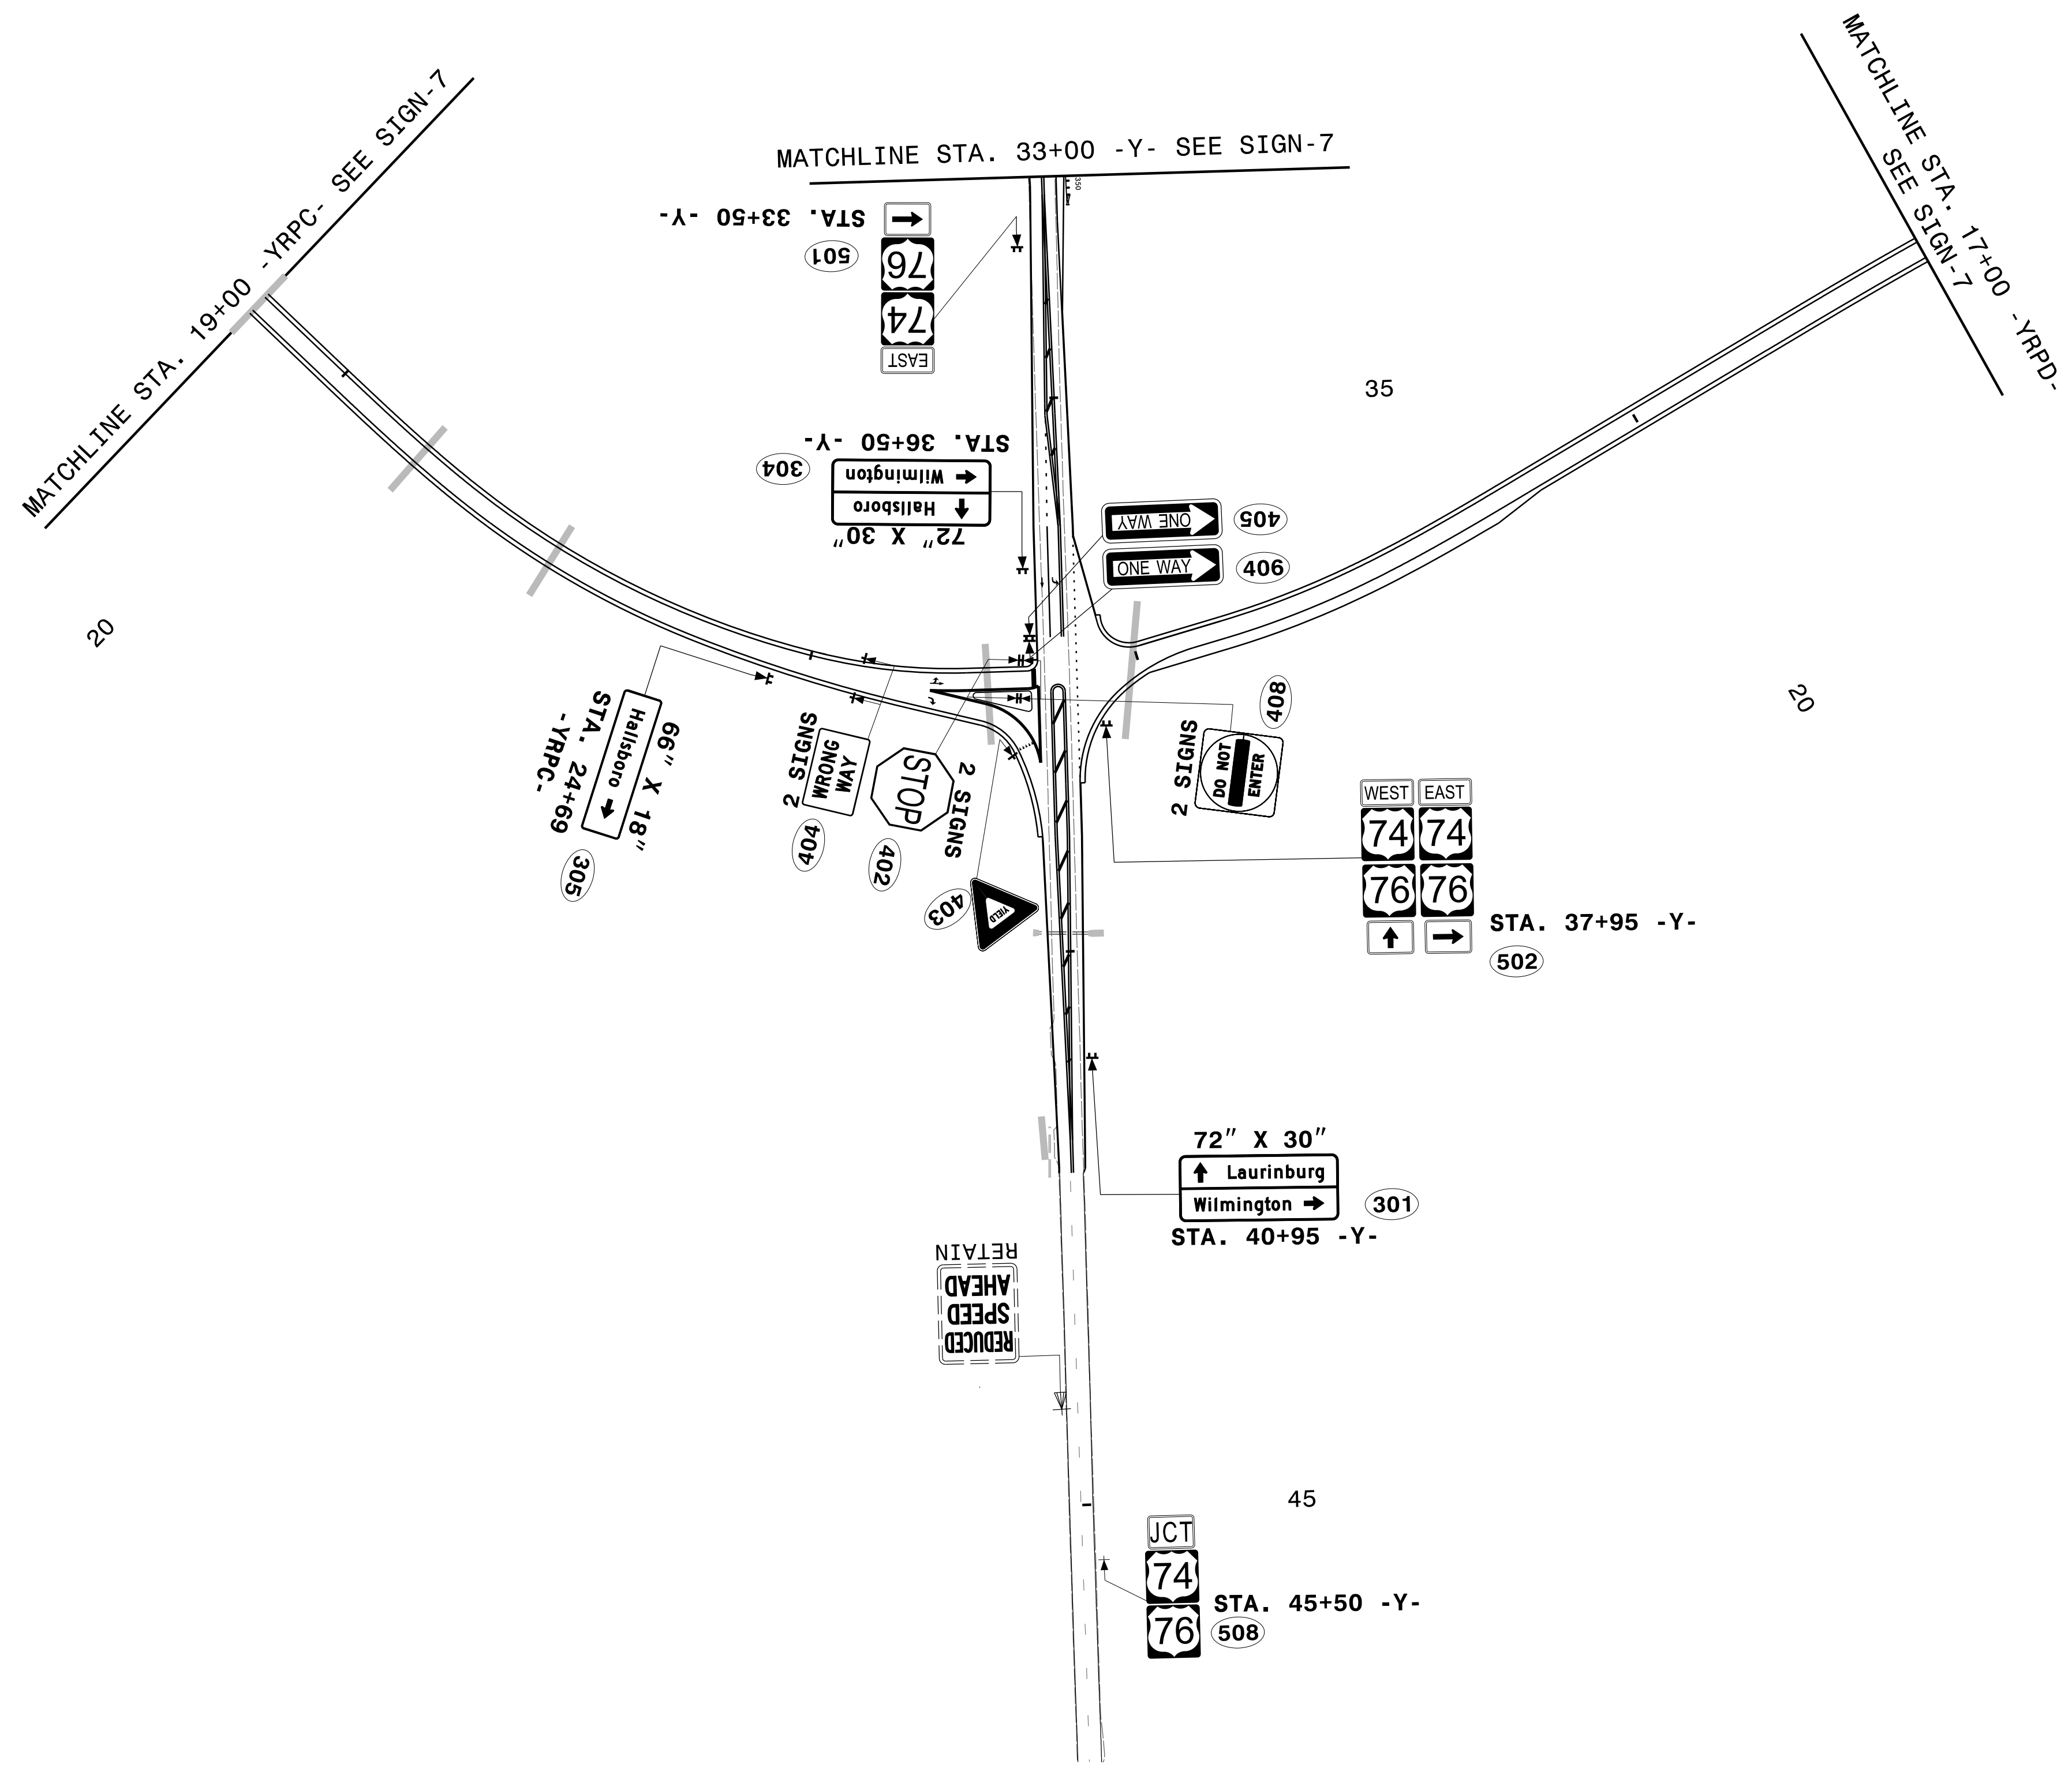 MATCHLINE STA. 19+00 -YRPC- SEE SIGN-7
MATCHLINE STA. 33+00 -Y- SEE SIGN-7
MATCHLINE STA. 17+00 -YRPD-
SEE SIGN-7
350
STA. 33+50 -Y-
501
EAST
74
76
35
STA. 36+50 -Y-
304
Hallsboro
Wilmington
72" X 30"
ONE WAY
405
ONE WAY
406
20
20
66" X 18"
Hallsboro
STA. 24+69
-YRPC-
305
2 SIGNS
WRONG
WAY
404
STOP
2 SIGNS
402
YIELD
403
2 SIGNS
DO NOT
ENTER
408
WEST EAST
74 74
76 76
STA. 37+95 -Y-
502
72" X 30"
Laurinburg
Wilmington
301
STA. 40+95 -Y-
RETAIN
REDUCED
SPEED
AHEAD
45
JCT
74
76
STA. 45+50 -Y-
508